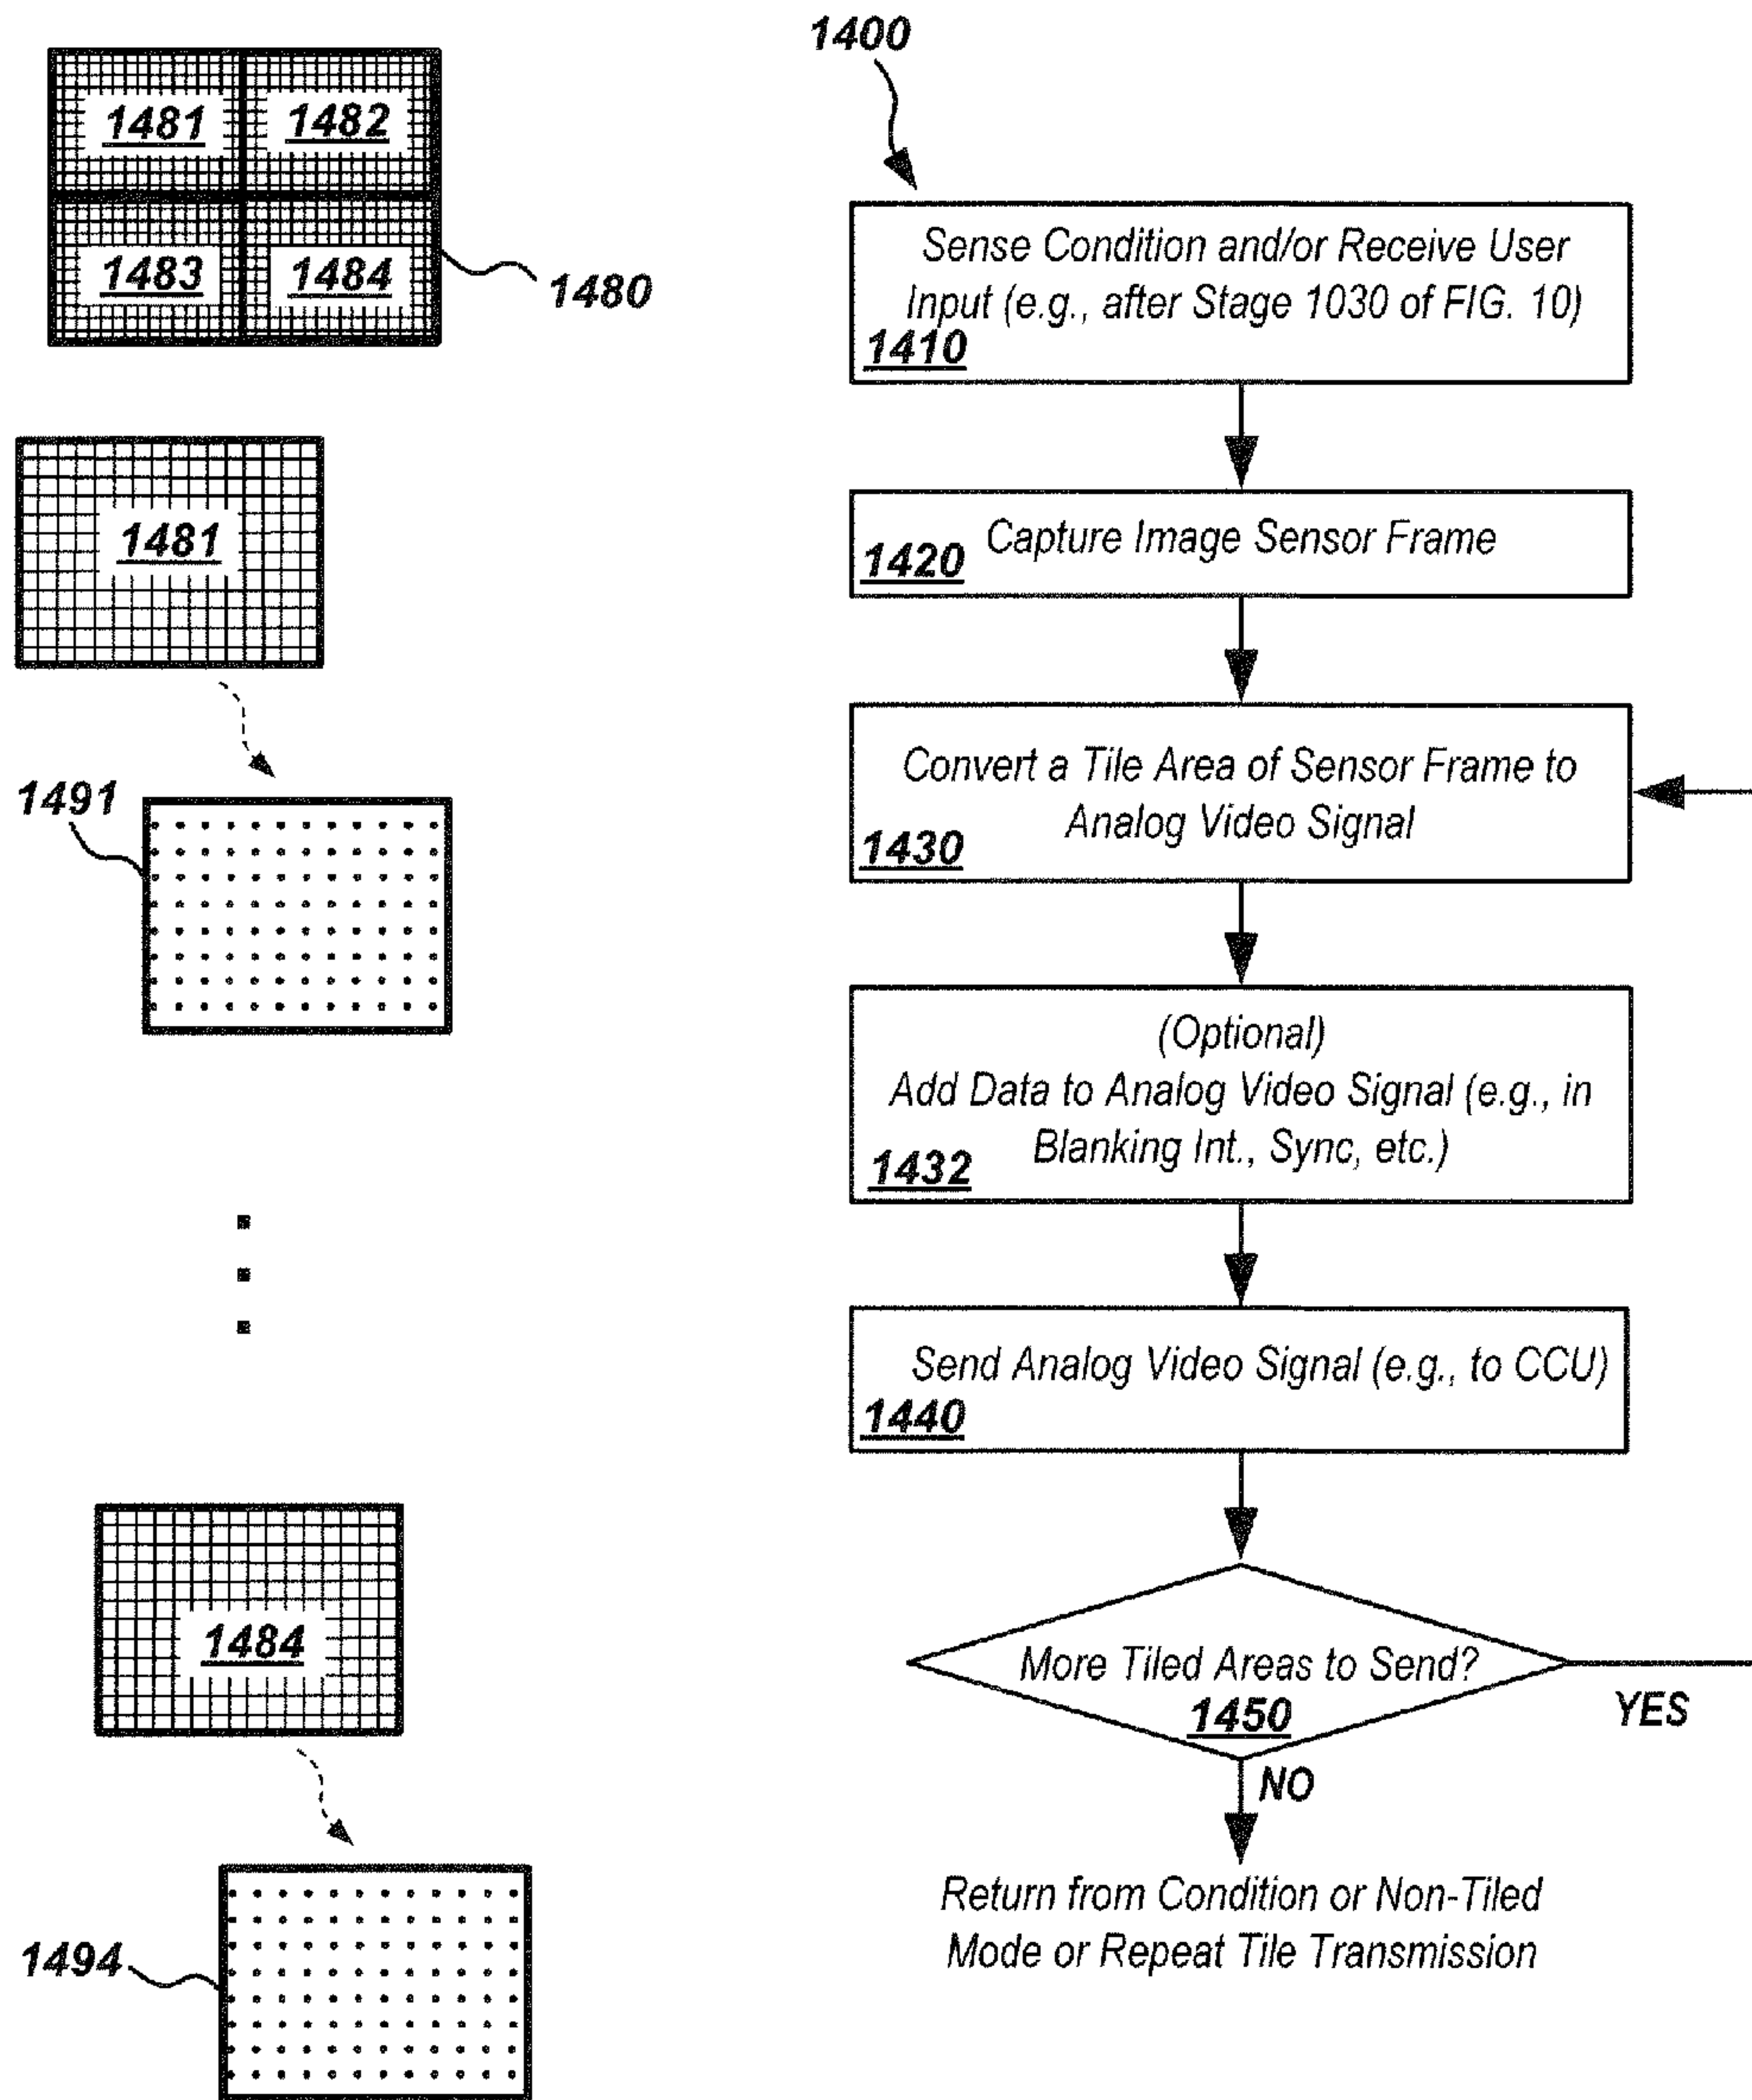 1400
1481
1482
1483
1484
1480
Sense Condition and/or Receive User
Input (e.g., after Stage 1030 of FIG. 10)
1410
1481
Capture Image Sensor Frame
1420
1491
Convert a Tile Area of Sensor Frame to
Analog Video Signal
1430
(Optional)
Add Data to Analog Video Signal (e.g., in
Blanking Int., Sync, etc.)
1432
Send Analog Video Signal (e.g., to CCU)
1440
1484
More Tiled Areas to Send?
1450
YES
NO
1494
Return from Condition or Non-Tiled
Mode or Repeat Tile Transmission